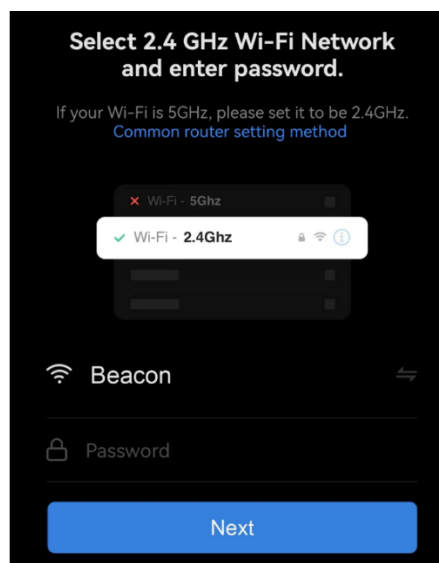 Select 2.4 GHz Wi-Fi Network
and enter password.
If your Wi-Fi is 5GHz, please set it to be 2.4GHz.
Common router setting method
Wi-Fi - 5Ghz
Wi-Fi - 2.4Ghz
Beacon
Password
Next